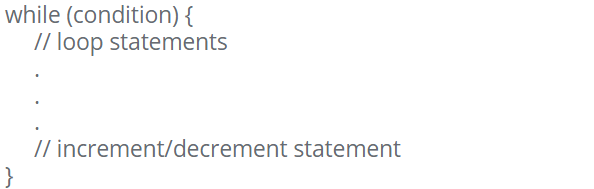 while (condition) {
// loop statements
.
.
.
// increment/decrement statement
}